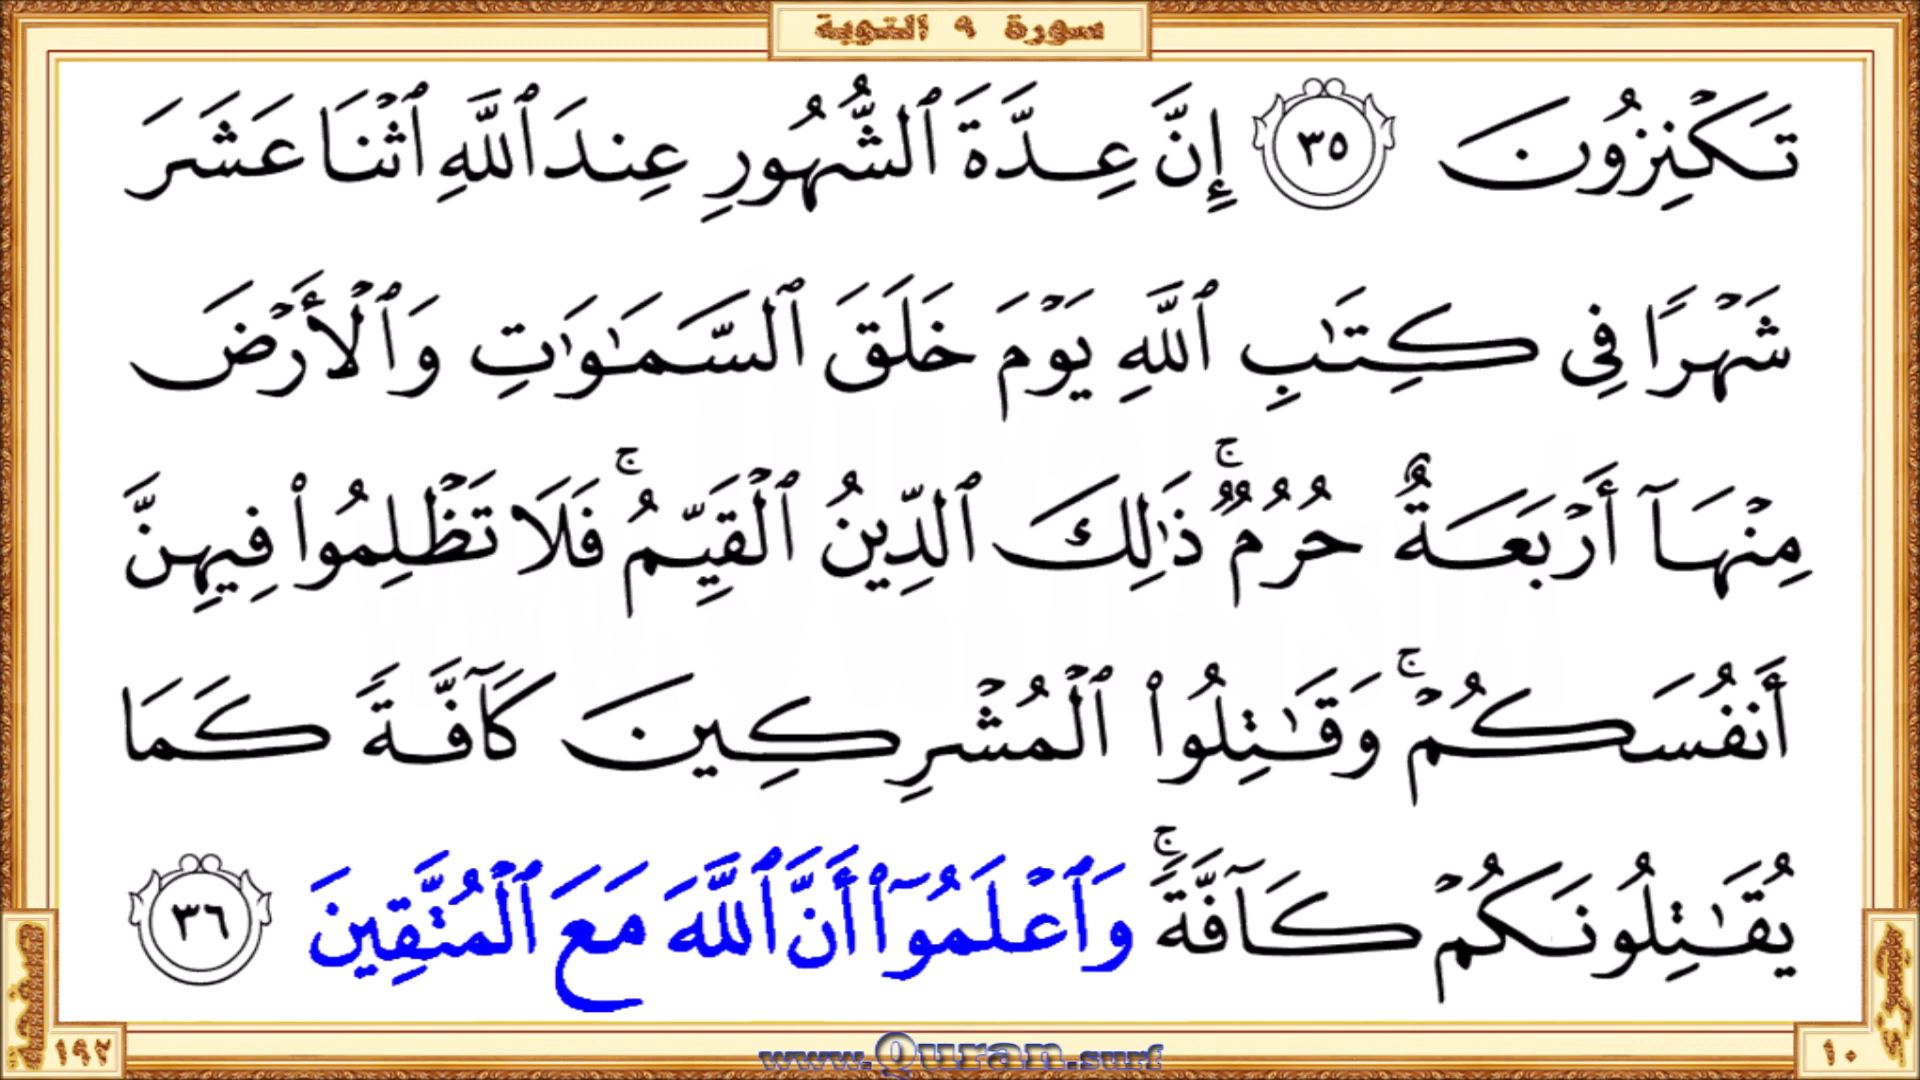 سورة ٩ التوبة
تَكْنِزُونَ ٣٥ إِنَّ عِدَّةَ ٱلشُّهُورِ عِندَ ٱللَّهِ ٱثْنَا عَشَرَ
شَهْرًا فِى كِتَٰبِ ٱللَّهِ يَوْمَ خَلَقَ ٱلسَّمَٰوَٰتِ وَٱلْأَرْضَ
مِنْهَآ أَرْبَعَةٌ حُرُمٌ ۚ ذَٰلِكَ ٱلدِّينُ ٱلْقَيِّمُ ۚ فَلَا تَظْلِمُوا۟ فِيهِنَّ
أَنفُسَكُمْ ۚ وَقَٰتِلُوا۟ ٱلْمُشْرِكِينَ كَآفَّةً كَمَا
يُقَٰتِلُونَكُمْ كَآفَّةً ۚ وَٱعْلَمُوٓا۟ أَنَّ ٱللَّهَ مَعَ ٱلْمُتَّقِينَ ٣٦
صفحة ١٩٢
www.Quran.surf
١٠